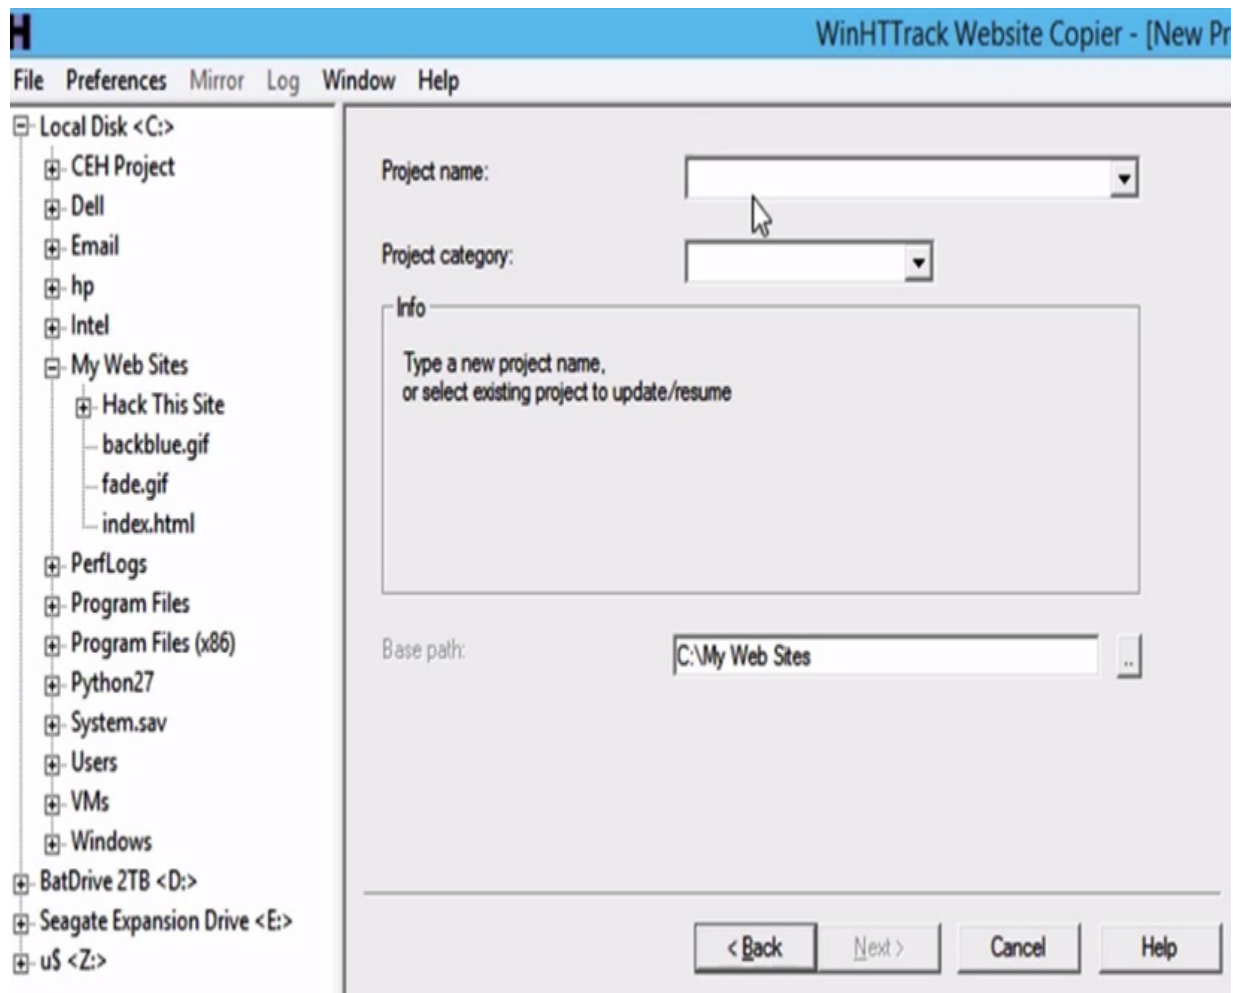 H
WinHTTrack Website Copier - [New Pr
File Preferences Mirror Log Window Help
Local Disk <C:>
CEH Project
Dell
Email
hp
Intel
My Web Sites
Hack This Site
backblue.gif
fade.gif
index.html
PerfLogs
Program Files
Program Files (x86)
Python27
System.sav
Users
VMs
Windows
BatDrive 2TB <D:>
Seagate Expansion Drive <E:>
u$ <Z:>
Project name:
Project category:
Info
Type a new project name,
or select existing project to update/resume
Base path: C:\My Web Sites ..
< Back Next > Cancel Help